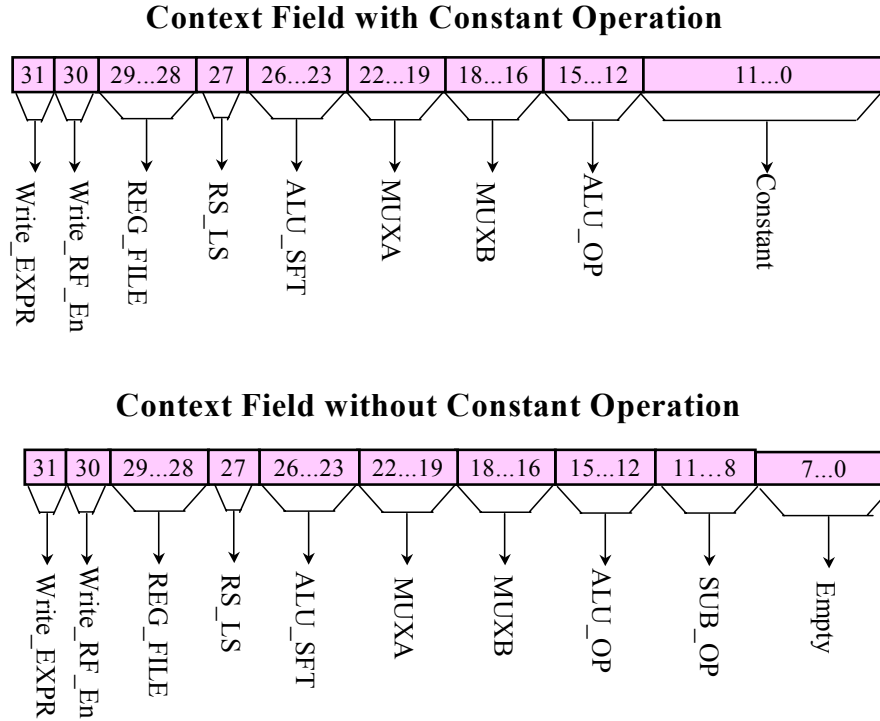 Context Field with Constant Operation
31 30 29...28 27 26...23 22...19 18...16 15...12 11...0
Write_EXPR
Write_RF_En
REG_FILE
RS_LS
ALU_SFT
MUXA
MUXB
ALU_OP
Constant
Context Field without Constant Operation
31 30 29...28 27 26...23 22...19 18...16 15...12 11...8 7...0
Write_EXPR
Write_RF_En
REG_FILE
RS_LS
ALU_SFT
MUXA
MUXB
ALU_OP
SUB_OP
Empty